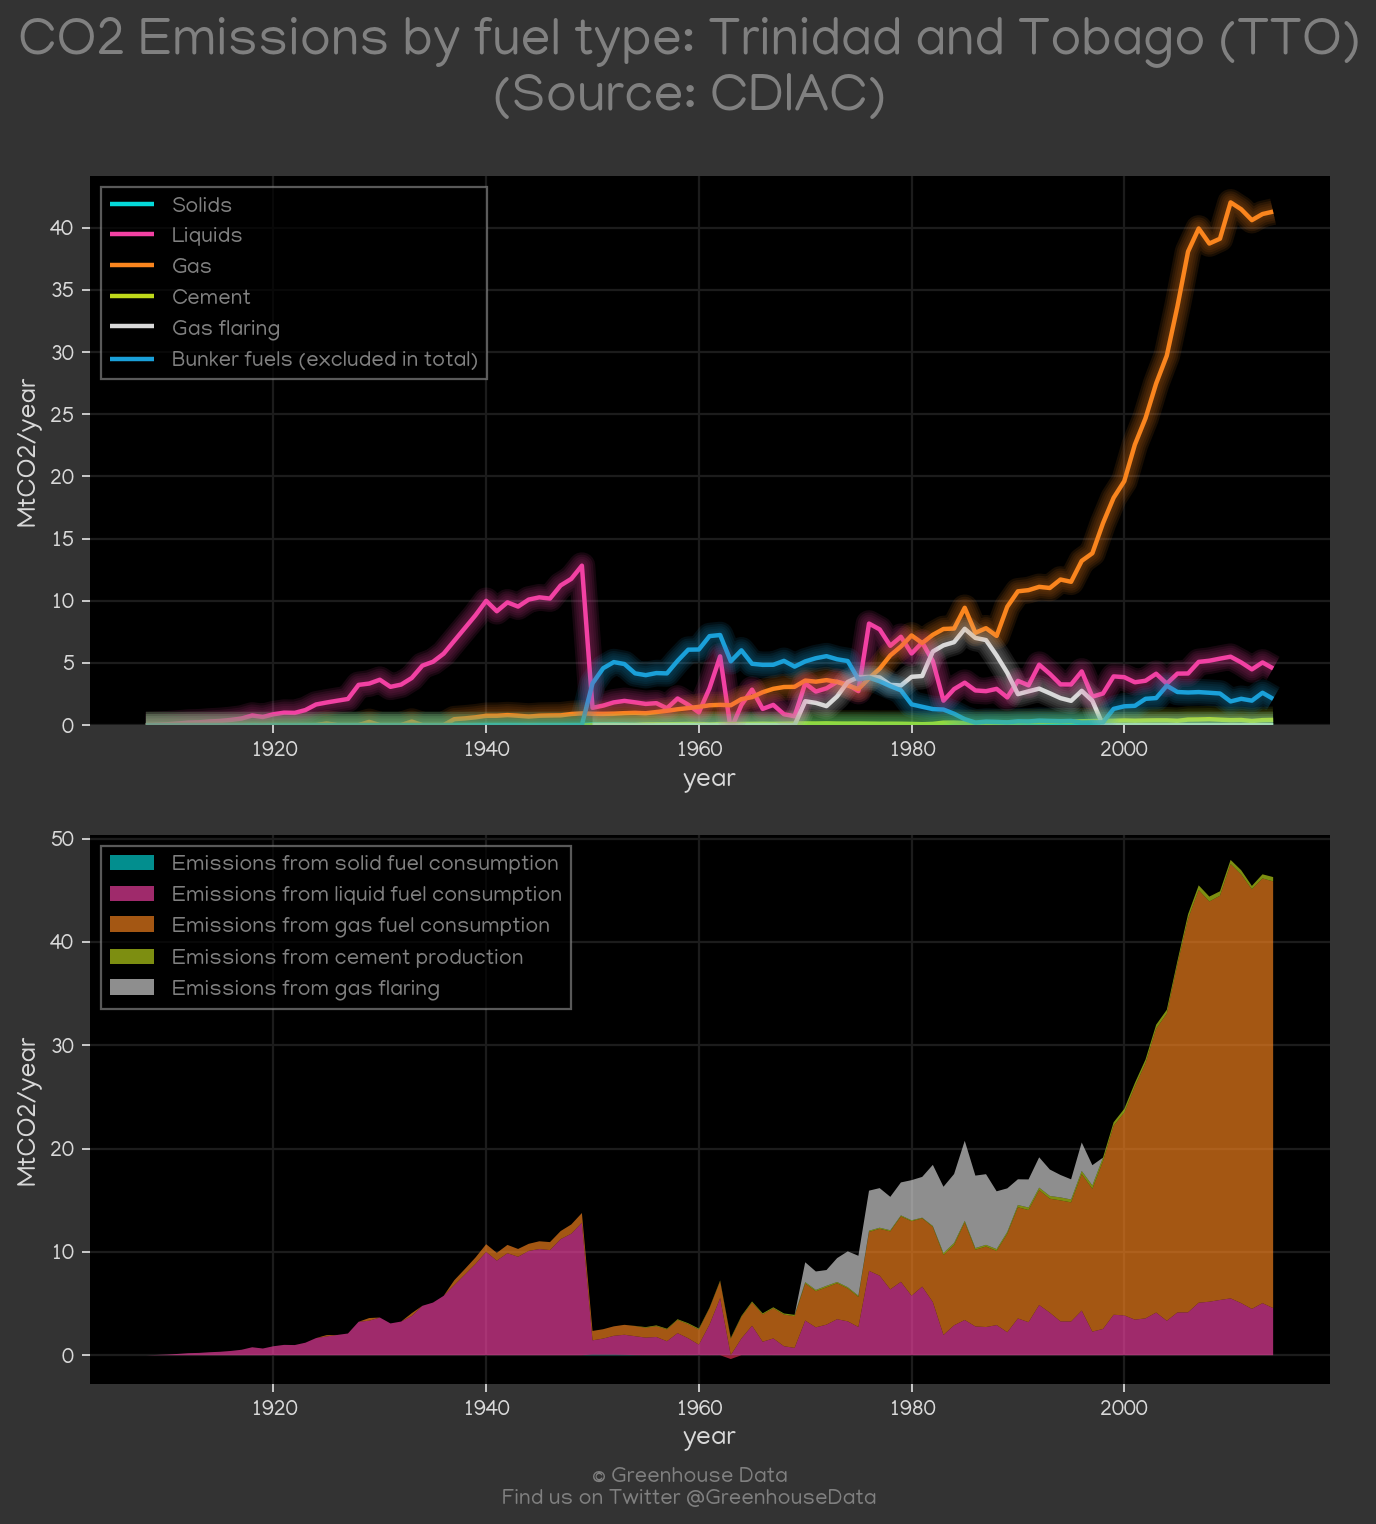 CO2 Emissions by fuel type: Trinidad and Tobago (TTO)
(Source: CDIAC)
Solids
Liquids
Gas
Cement
Gas flaring
Bunker fuels (excluded in total)
MtCO2/year
40
35
30
25
20
15
10
5
0
1920 1940 1960 1980 2000
year
Emissions from solid fuel consumption
Emissions from liquid fuel consumption
Emissions from gas fuel consumption
Emissions from cement production
Emissions from gas flaring
MtCO2/year
50
40
30
20
10
0
1920 1940 1960 1980 2000
year
© Greenhouse Data
Find us on Twitter @GreenhouseData